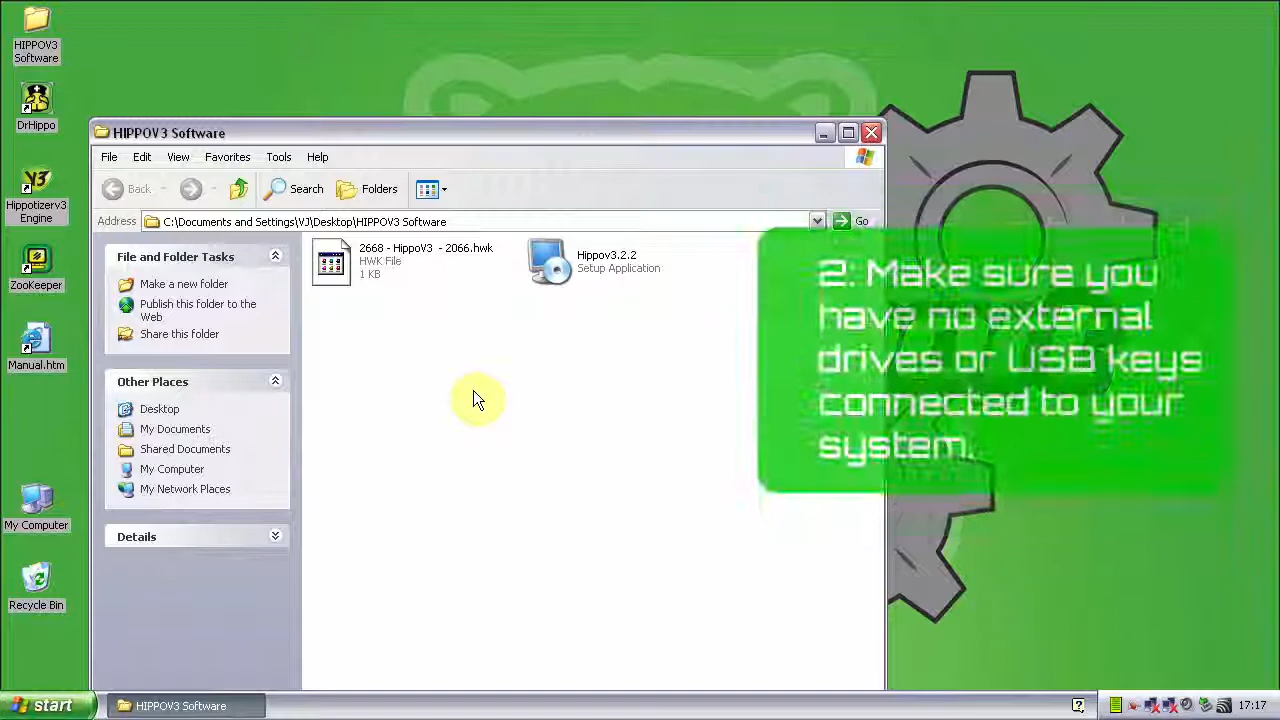 HIPPOV3
Software
DrHippo
Hippotizerv3
Engine
ZooKeeper
Manual.htm
My Computer
Recycle Bin
HIPPOV3 Software
File Edit View Favorites Tools Help
Back Search Folders
Address C:\Documents and Settings\VJ\Desktop\HIPPOV3 Software Go
File and Folder Tasks
Make a new folder
Publish this folder to the
Web
Share this folder
Other Places
Desktop
My Documents
Shared Documents
My Computer
My Network Places
Details
2668 - HippoV3 - 2066.hwk
HWK File
1 KB
Hippov3.2.2
Setup Application
2: Make sure you
have no external
drives or USB keys
connected to your
system.
start HIPPOV3 Software 17:17